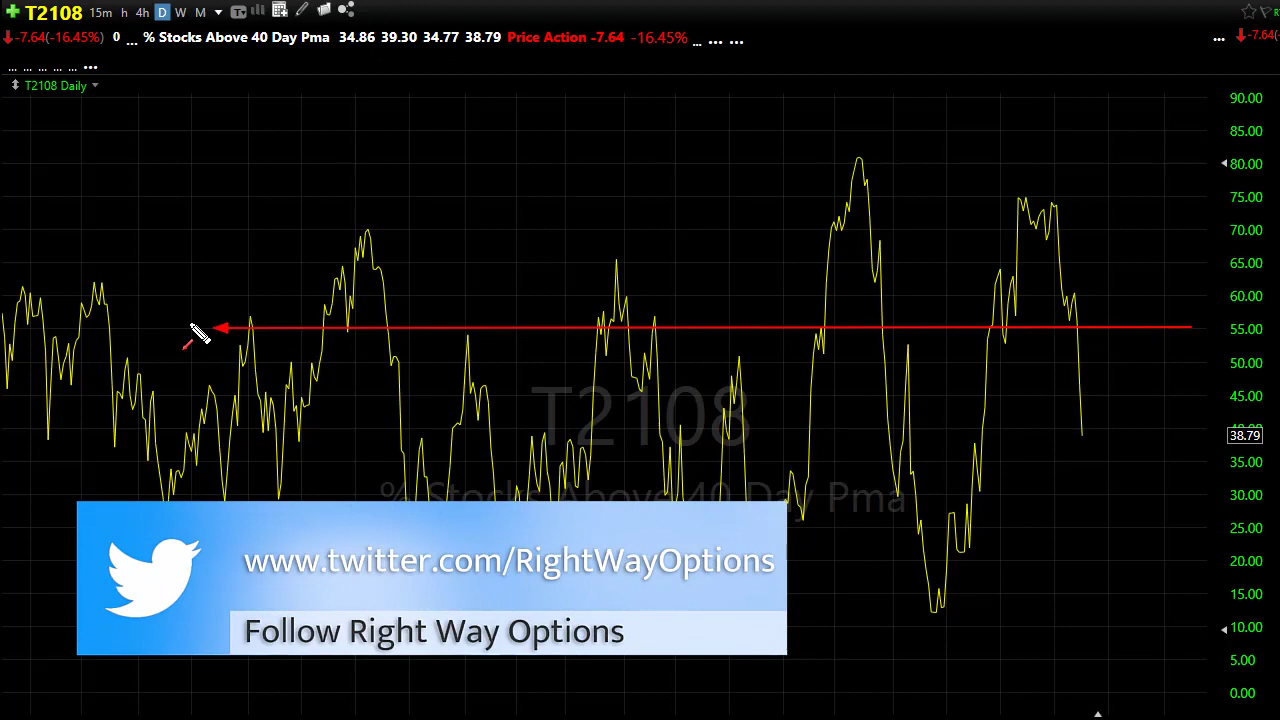 T2108 15m h 4h D W M T
-7.64(-16.45%) 0 ... % Stocks Above 40 Day Pma 34.86 39.30 34.77 38.79 Price Action -7.64 -16.45% ... ... ... ... -7.64(-
... ... ... ... ... ...
T2108 Daily
90.00
85.00
80.00
75.00
70.00
65.00
60.00
55.00
50.00
45.00
40.00
38.79
35.00
30.00
25.00
20.00
15.00
10.00
5.00
0.00
T2108
% Stocks Above 40 Day Pma
www.twitter.com/RightWayOptions
Follow Right Way Options